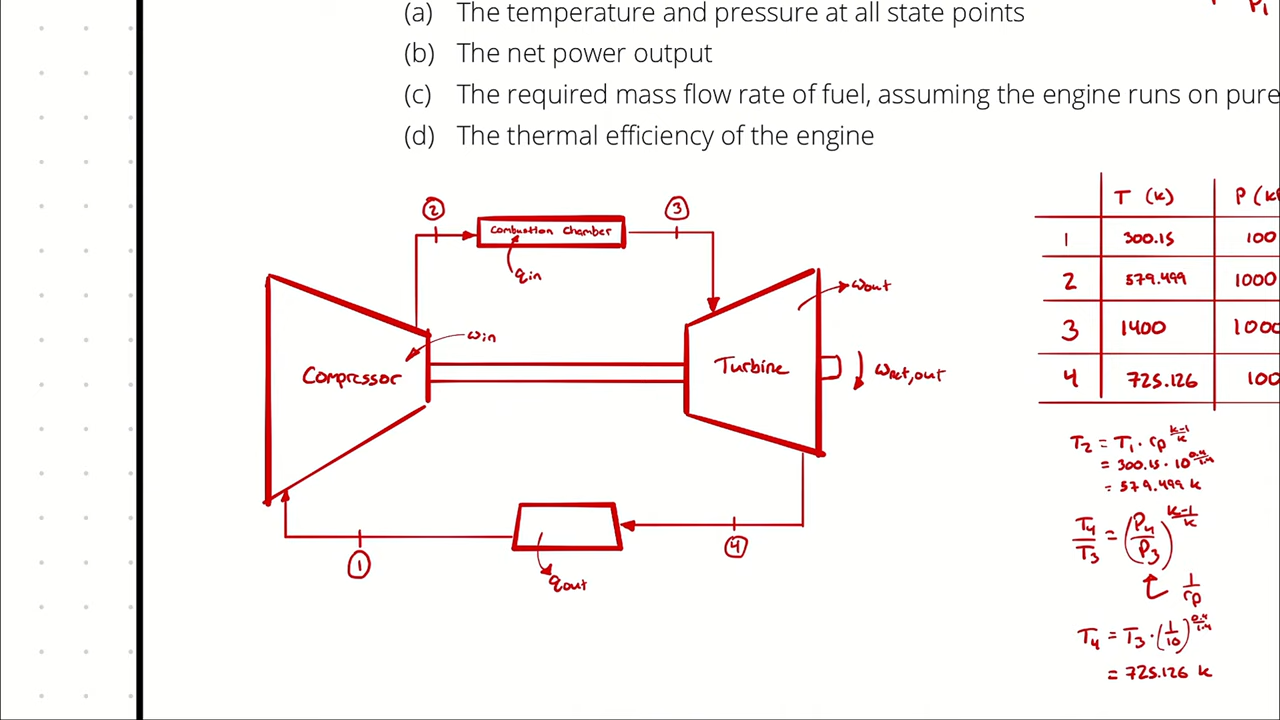 P₁
(a) The temperature and pressure at all state points
(b) The net power output
(c) The required mass flow rate of fuel, assuming the engine runs on pure
(d) The thermal efficiency of the engine
2
3
Combustion Chamber
qin
wout
win
Compressor
Turbine
wnet,out
4
1
qout
T (K) P (k
1 300.15 100
2 579.499 1000
3 1400 1000
4 725.126 100
T₂ = T₁ · rp^(k-1/k)
= 300.15 · 10^(0.4/1.4)
= 579.499 K
T₄/T₃ = (P₄/P₃)^(k-1/k)
1/rp
T₄ = T₃ · (1/10)^(0.4/1.4)
= 725.126 K